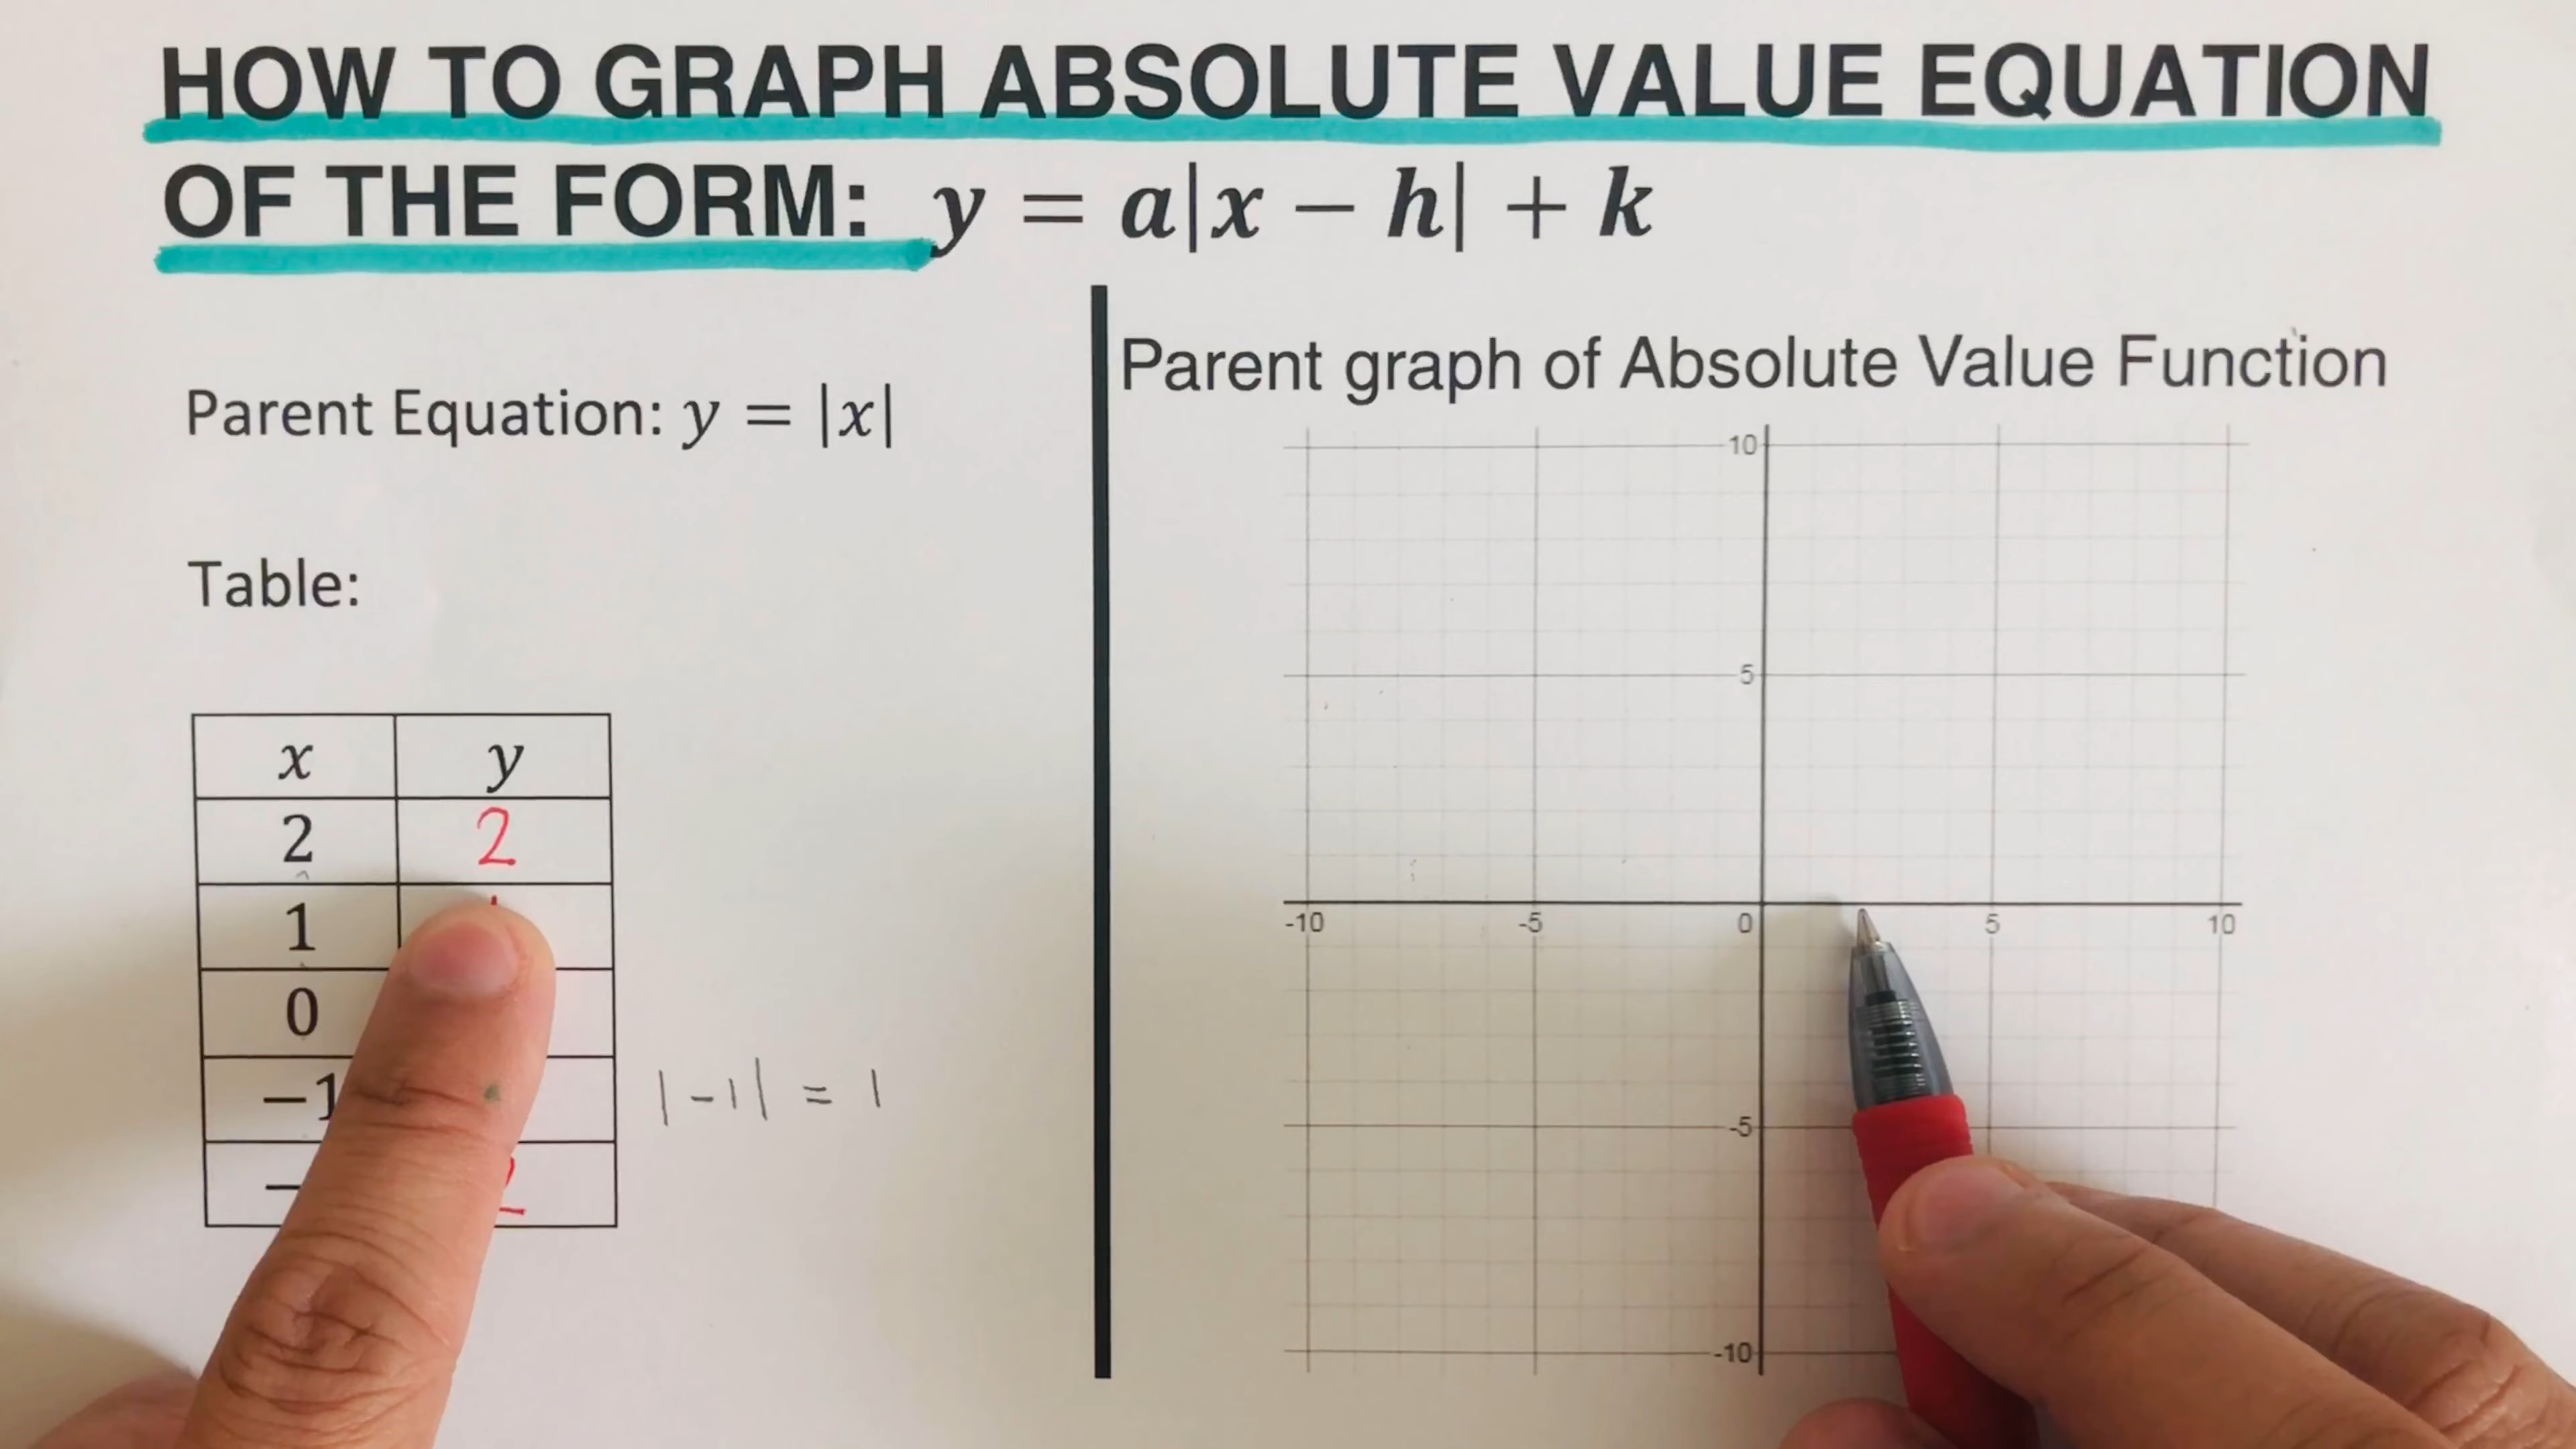 HOW TO GRAPH ABSOLUTE VALUE EQUATION
OF THE FORM: y = a|x − h| + k
Parent Equation: y = |x|
Parent graph of Absolute Value Function
Table:
x y
2 2
1
0
−1
|-1| = 1
10
5
-10 -5 0 5 10
-5
-10